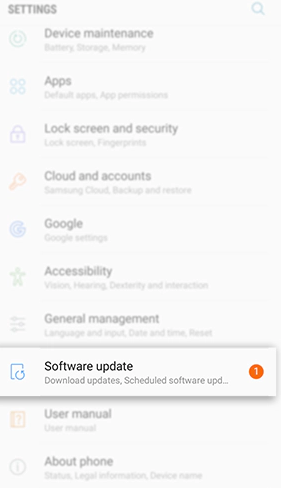 SETTINGS
Device maintenance
Battery, Storage, Memory
Apps
Default apps, App permissions
Lock screen and security
Lock screen, Fingerprints
Cloud and accounts
Samsung Cloud, Backup and restore
Google
Google settings
Accessibility
Vision, Hearing, Dexterity and interaction
General management
Language and input, Date and time, Reset
Software update
Download updates, Scheduled software upd...
1
User manual
User manual
About phone
Status, Legal information, Device name